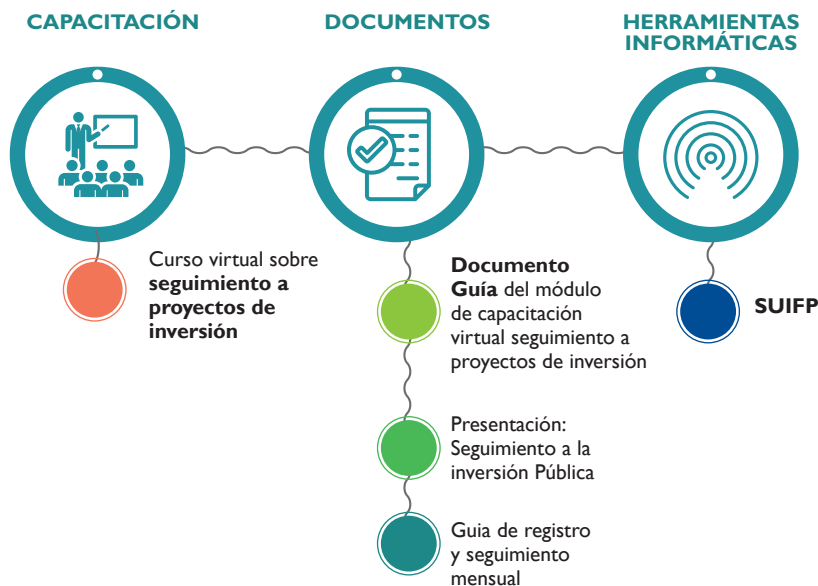 CAPACITACIÓN
Curso virtual sobre
seguimiento a
proyectos de
inversión
DOCUMENTOS
Documento
Guía del módulo
de capacitación
virtual seguimiento a
proyectos de inversión
Presentación:
Seguimiento a la
inversión Pública
Guia de registro
y seguimiento
mensual
HERRAMIENTAS
INFORMÁTICAS
SUIFP